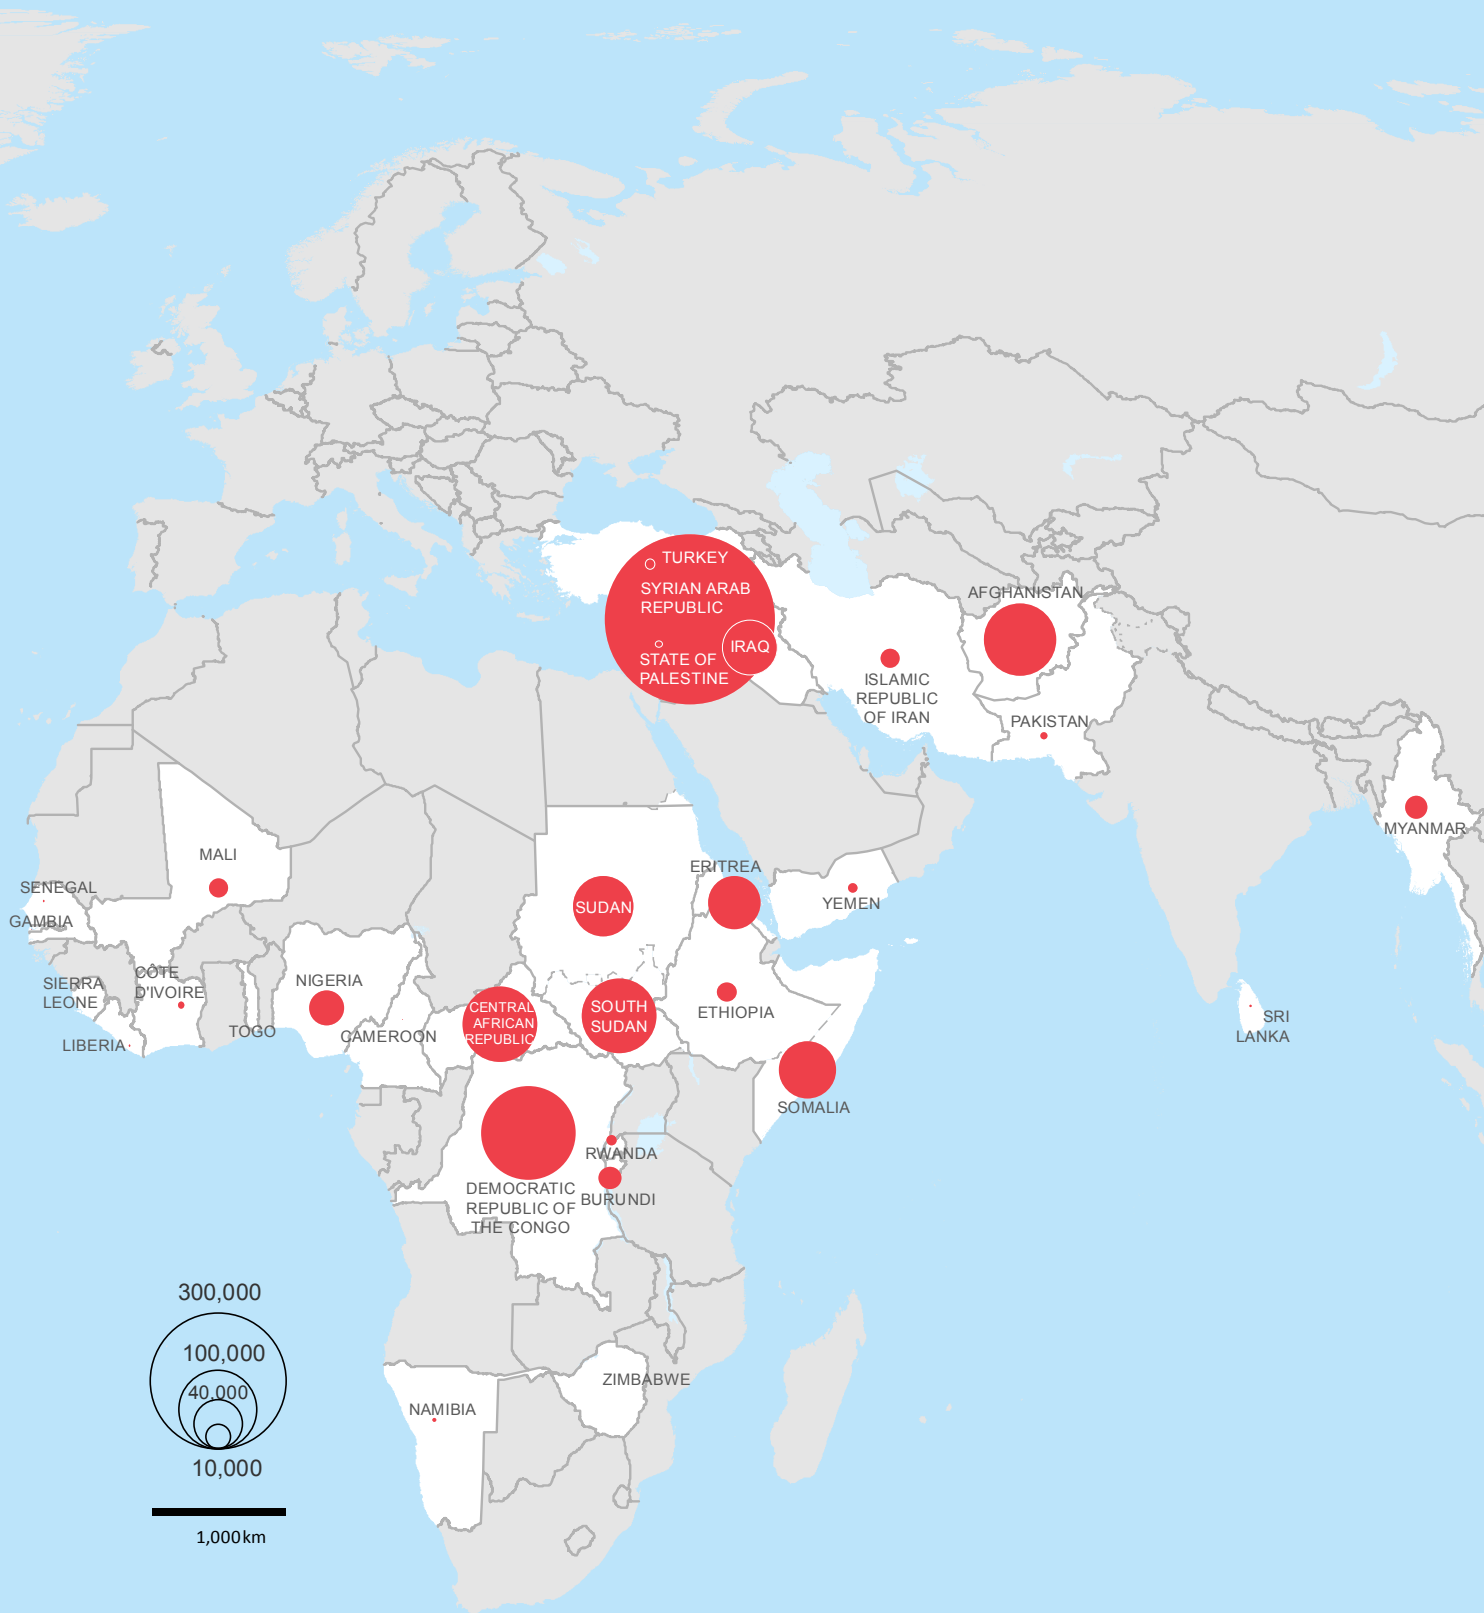 TURKEY
SYRIAN ARAB
REPUBLIC
IRAQ
STATE OF
PALESTINE
AFGHANISTAN
ISLAMIC
REPUBLIC
OF IRAN
PAKISTAN
MYANMAR
MALI
SENEGAL
GAMBIA
SUDAN
ERITREA
YEMEN
CÔTE
D'IVOIRE
SIERRA
LEONE
NIGERIA
CENTRAL
AFRICAN
REPUBLIC
SOUTH
SUDAN
ETHIOPIA
SRI
LANKA
LIBERIA
TOGO
CAMEROON
SOMALIA
RWANDA
DEMOCRATIC
REPUBLIC OF
THE CONGO
BURUNDI
300,000
100,000
40,000
10,000
1,000km
ZIMBABWE
NAMIBIA